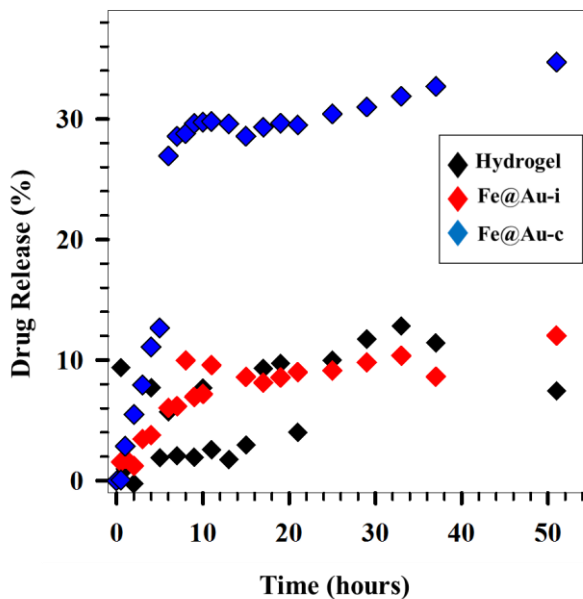 Drug Release (%)
30
20
10
0
Hydrogel
Fe@Au-i
Fe@Au-c
0 10 20 30 40 50
Time (hours)